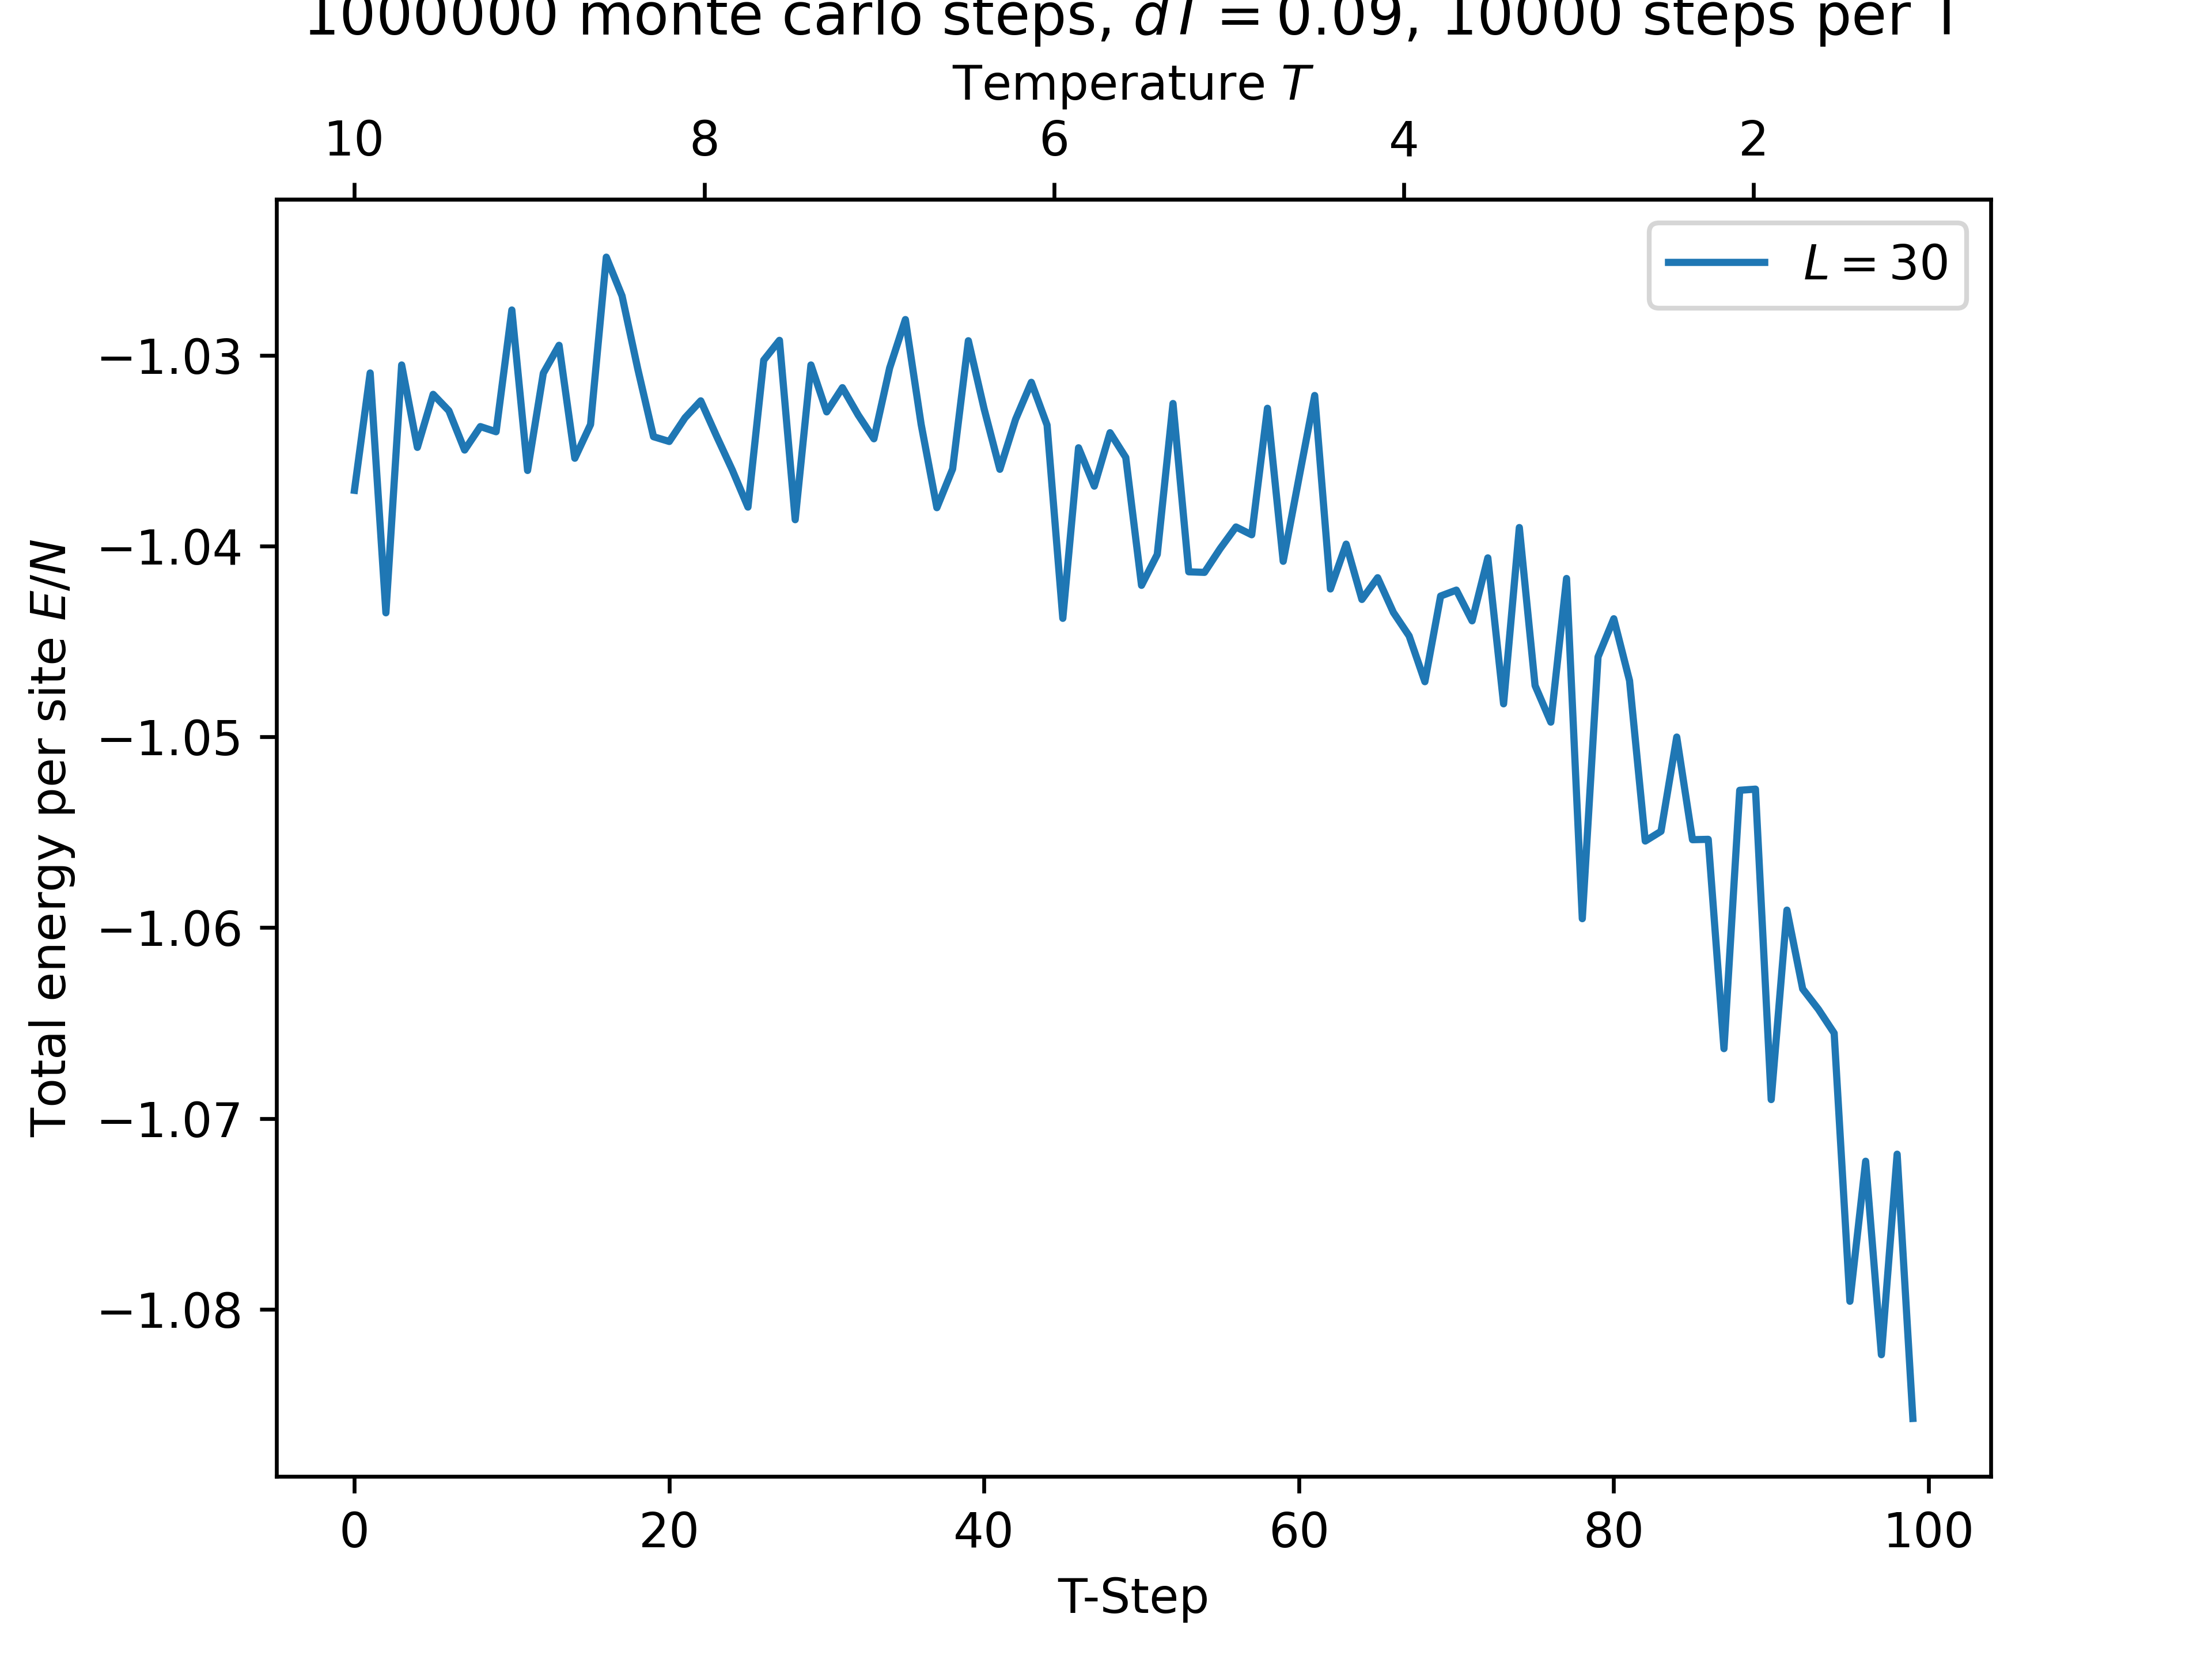 1000000 monte carlo steps, dT = 0.09, 10000 steps per T
Temperature T
10 8 6 4 2
L = 30
−1.03
−1.04
−1.05
−1.06
−1.07
−1.08
Total energy per site E/N
0 20 40 60 80 100
T-Step